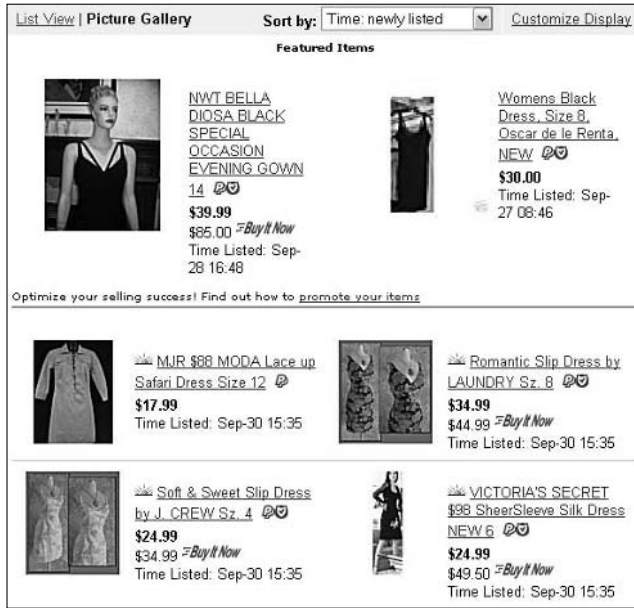 List View | Picture Gallery Sort by: Time: newly listed Customize Display
Featured Items
NWT BELLA
DIOSA BLACK
SPECIAL
OCCASION
EVENING GOWN
14
$39.99
$85.00 Buy It Now
Time Listed: Sep-
28 16:48
Womens Black
Dress, Size 8,
Oscar de le Renta,
NEW
$30.00
Time Listed: Sep-
27 08:46
Optimize your selling success! Find out how to promote your items
MJR $88 MODA Lace up
Safari Dress Size 12
$17.99
Time Listed: Sep-30 15:35
Romantic Slip Dress by
LAUNDRY Sz. 8
$34.99
$44.99 Buy It Now
Time Listed: Sep-30 15:35
Soft & Sweet Slip Dress
by J. CREW Sz. 4
$24.99
$34.99 Buy It Now
Time Listed: Sep-30 15:35
VICTORIA'S SECRET
$98 SheerSleeve Silk Dress
NEW 6
$24.99
$49.50 Buy It Now
Time Listed: Sep-30 15:35